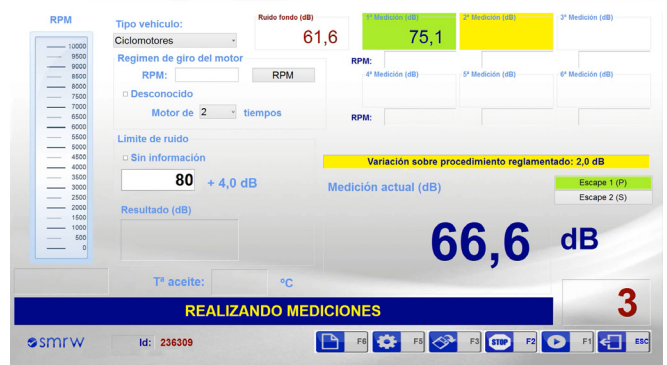 RPM
Tipo vehículo:
Ciclomotores
Ruido fondo (dB)
61,6
1ª Medición (dB)
75,1
2ª Medición (dB)
3ª Medición (dB)
RPM:
4ª Medición (dB)
5ª Medición (dB)
6ª Medición (dB)
RPM:
10000
9500
9000
8500
8000
7500
7000
6500
6000
5500
5000
4500
4000
3500
3000
2500
2000
1500
1000
500
0
Regimen de giro del motor
RPM:
RPM
Desconocido
Motor de 2 tiempos
Límite de ruido
Sin información
80 + 4,0 dB
Resultado (dB)
Variación sobre procedimiento reglamentado: 2,0 dB
Medición actual (dB)
Escape 1 (P)
Escape 2 (S)
66,6 dB
Tª aceite: ºC
REALIZANDO MEDICIONES
3
smrw
Id: 236309
F6
F5
F3
STOP F2
F1
ESC